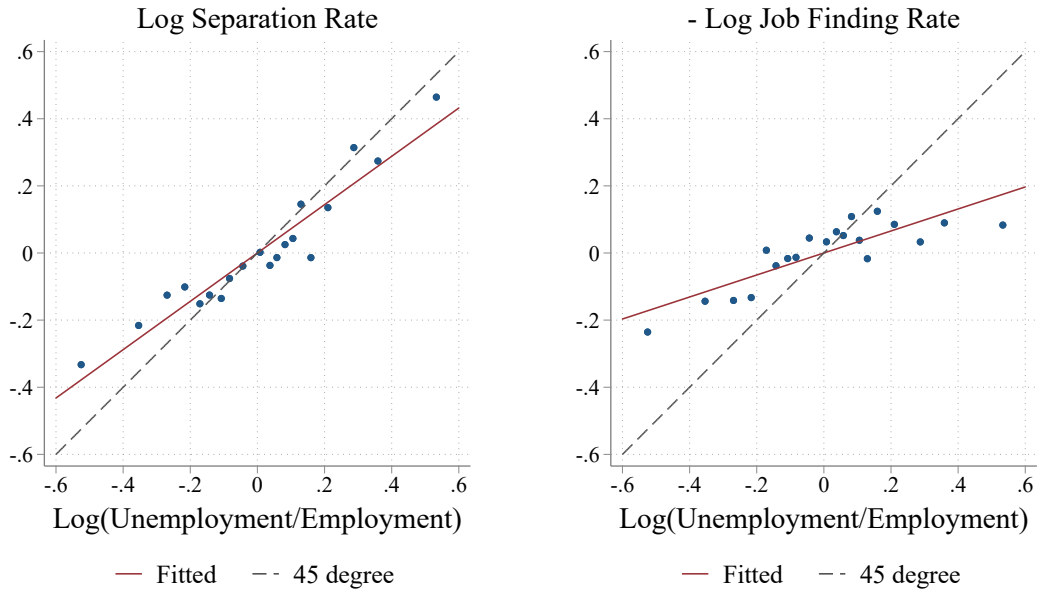 Log Separation Rate
.6
.4
.2
0
-.2
-.4
-.6
-.6 -.4 -.2 0 .2 .4 .6
Log(Unemployment/Employment)
Fitted 45 degree
- Log Job Finding Rate
.6
.4
.2
0
-.2
-.4
-.6
-.6 -.4 -.2 0 .2 .4 .6
Log(Unemployment/Employment)
Fitted 45 degree